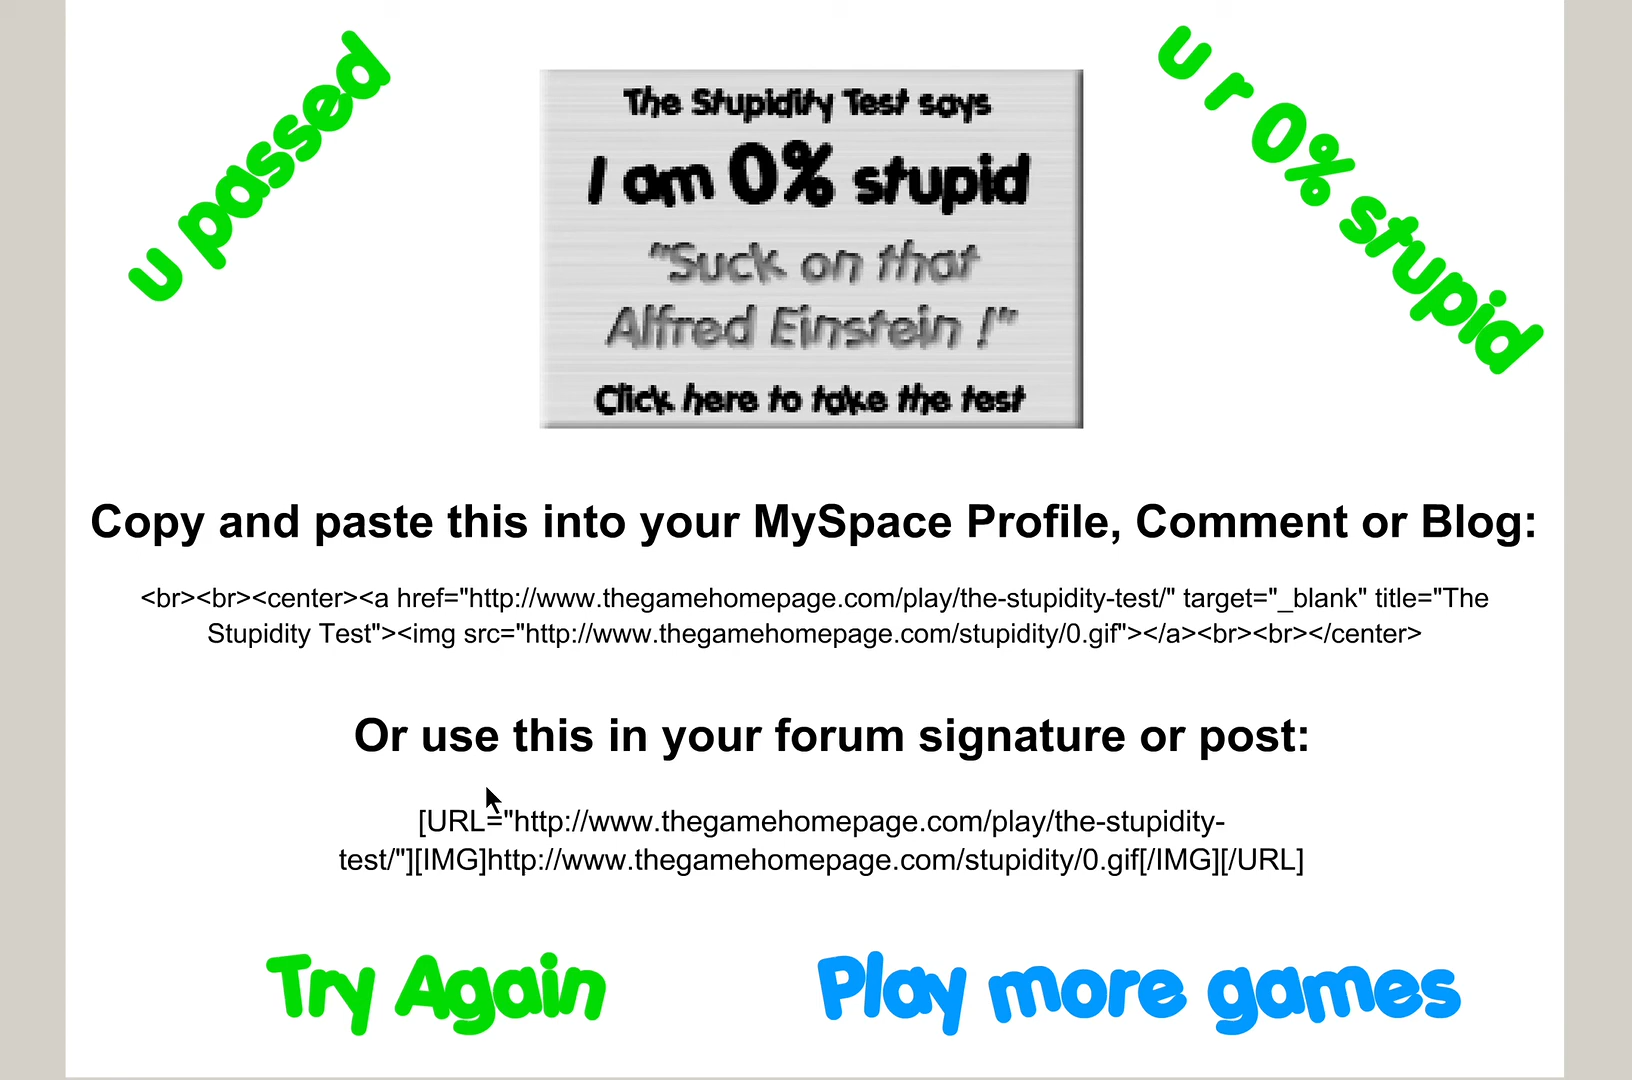 u passed
The Stupidity Test says
I am 0% stupid
"Suck on that
Alfred Einstein !"
Click here to take the test
u r 0% stupid
Copy and paste this into your MySpace Profile, Comment or Blog:
<br><br><center><a href="http://www.thegamehomepage.com/play/the-stupidity-test/" target="_blank" title="The
Stupidity Test"><img src="http://www.thegamehomepage.com/stupidity/0.gif"></a><br><br></center>
Or use this in your forum signature or post:
[URL="http://www.thegamehomepage.com/play/the-stupidity-
test/"][IMG]http://www.thegamehomepage.com/stupidity/0.gif[/IMG][/URL]
Try Again
Play more games